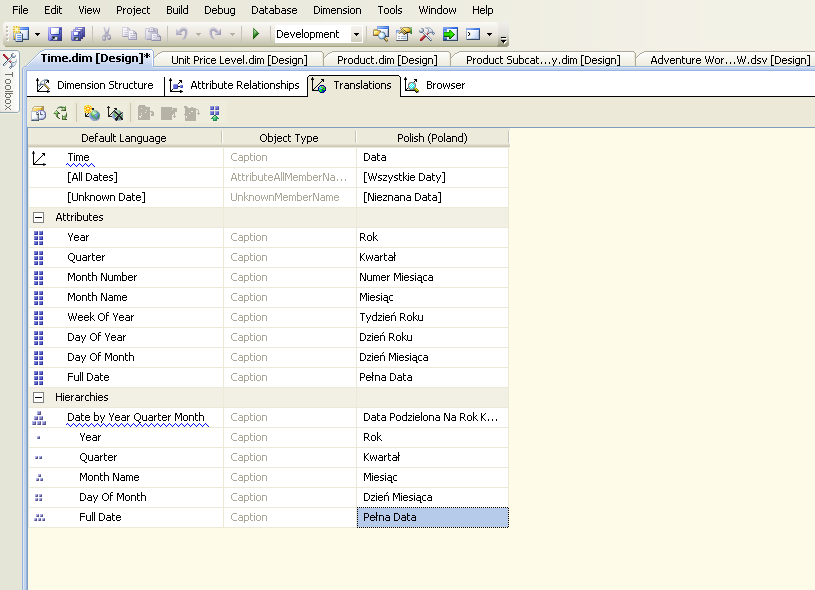 File Edit View Project Build Debug Database Dimension Tools Window Help
Development
Time.dim [Design]* Unit Price Level.dim [Design] Product.dim [Design] Product Subcat...y.dim [Design] Adventure Wor...W.dsv [Design]
Toolbox
Dimension Structure Attribute Relationships Translations Browser
Default Language Object Type Polish (Poland)
Time Caption Data
[All Dates] AttributeAllMemberNa... [Wszystkie Daty]
[Unknown Date] UnknownMemberName [Nieznana Data]
Attributes
Year Caption Rok
Quarter Caption Kwartał
Month Number Caption Numer Miesiąca
Month Name Caption Miesiąc
Week Of Year Caption Tydzień Roku
Day Of Year Caption Dzień Roku
Day Of Month Caption Dzień Miesiąca
Full Date Caption Pełna Data
Hierarchies
Date by Year Quarter Month Caption Data Podzielona Na Rok K...
Year Caption Rok
Quarter Caption Kwartał
Month Name Caption Miesiąc
Day Of Month Caption Dzień Miesiąca
Full Date Caption Pełna Data